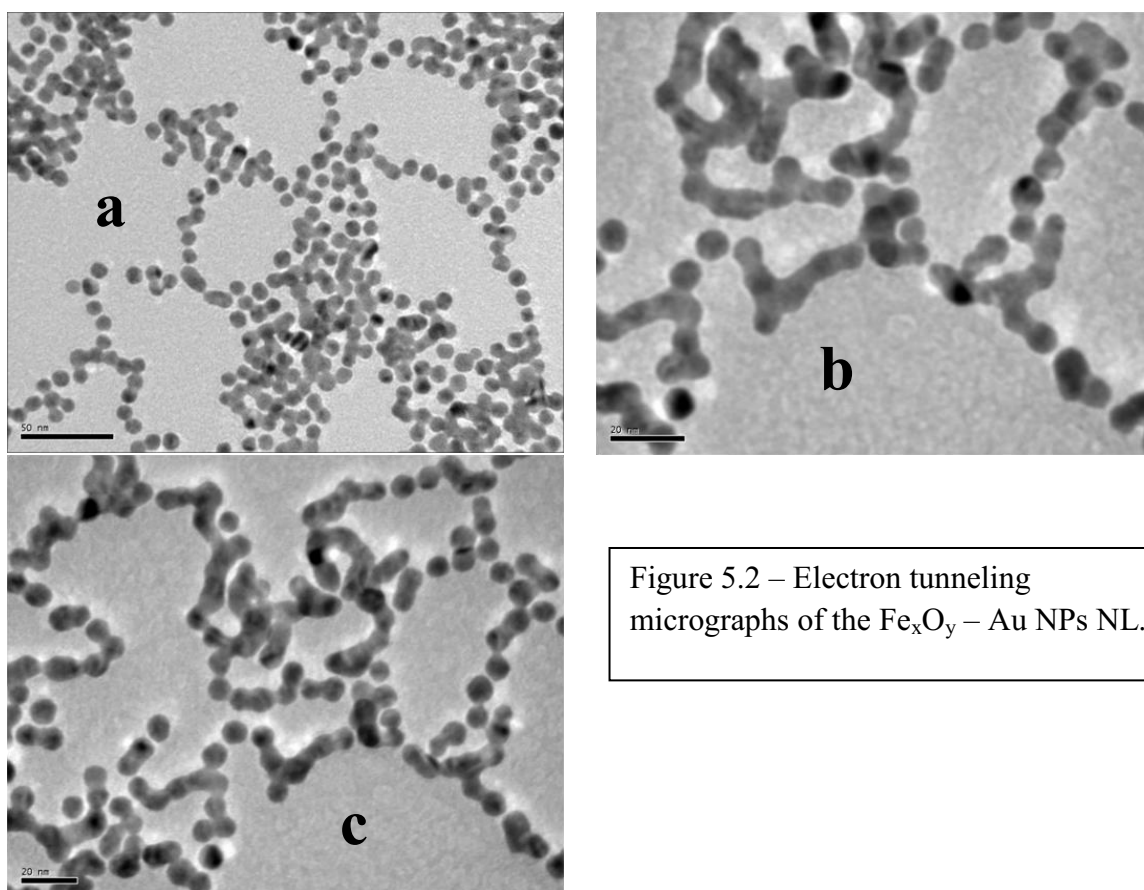 a
50 nm
b
20 nm
c
20 nm
Figure 5.2 – Electron tunneling
micrographs of the FexOy – Au NPs NL.